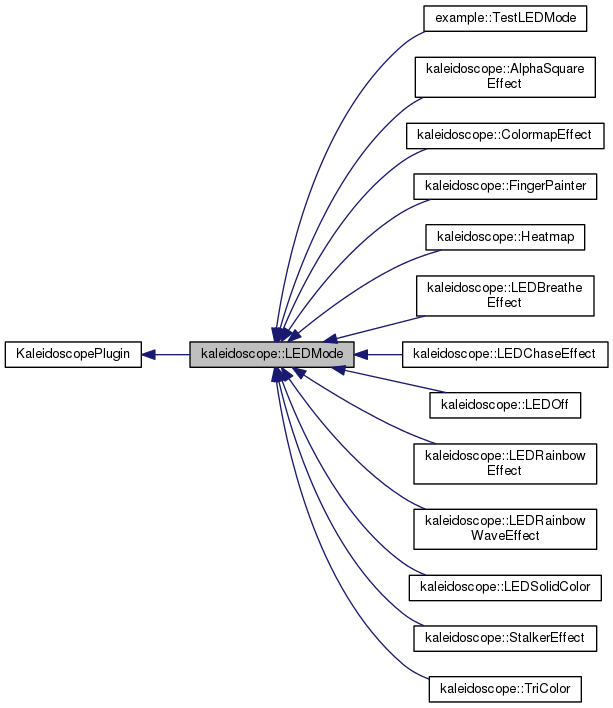 example::TestLEDMode
kaleidoscope::AlphaSquare
Effect
kaleidoscope::ColormapEffect
kaleidoscope::FingerPainter
kaleidoscope::Heatmap
kaleidoscope::LEDBreathe
Effect
KaleidoscopePlugin
kaleidoscope::LEDMode
kaleidoscope::LEDChaseEffect
kaleidoscope::LEDOff
kaleidoscope::LEDRainbow
Effect
kaleidoscope::LEDRainbow
WaveEffect
kaleidoscope::LEDSolidColor
kaleidoscope::StalkerEffect
kaleidoscope::TriColor